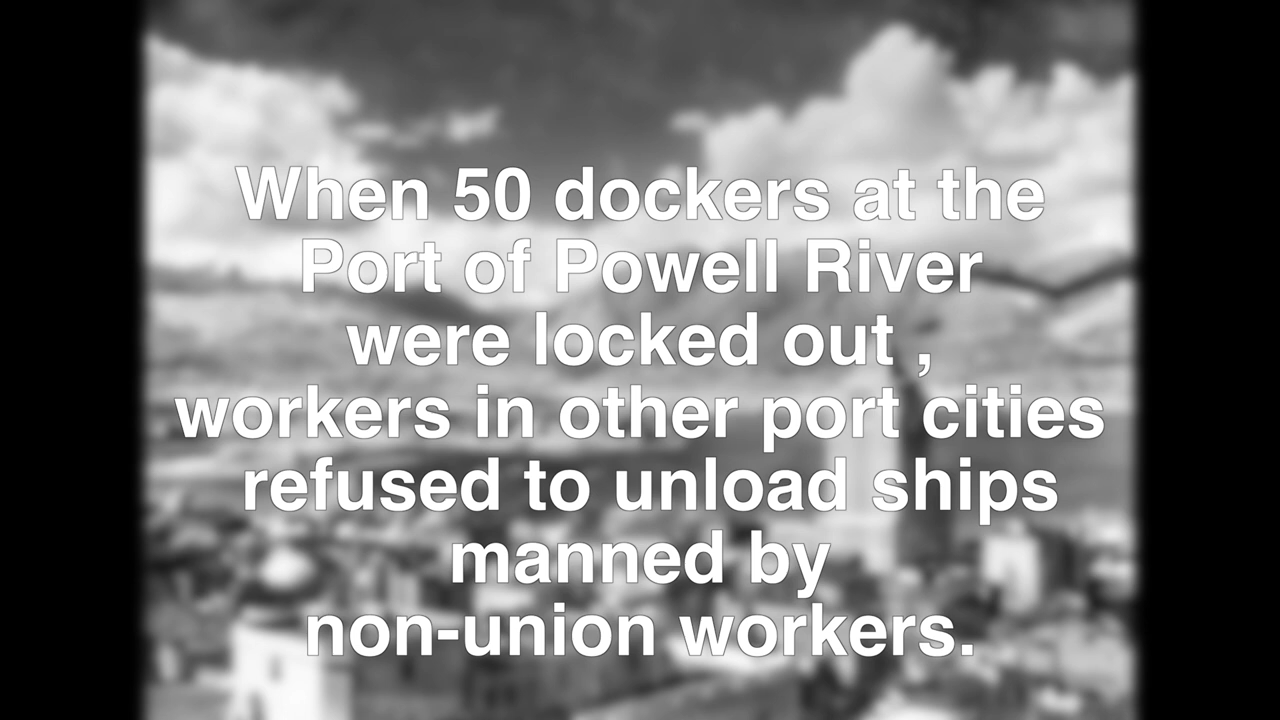 When 50 dockers at the
Port of Powell River
were locked out ,
workers in other port cities
refused to unload ships
manned by
non-union workers.